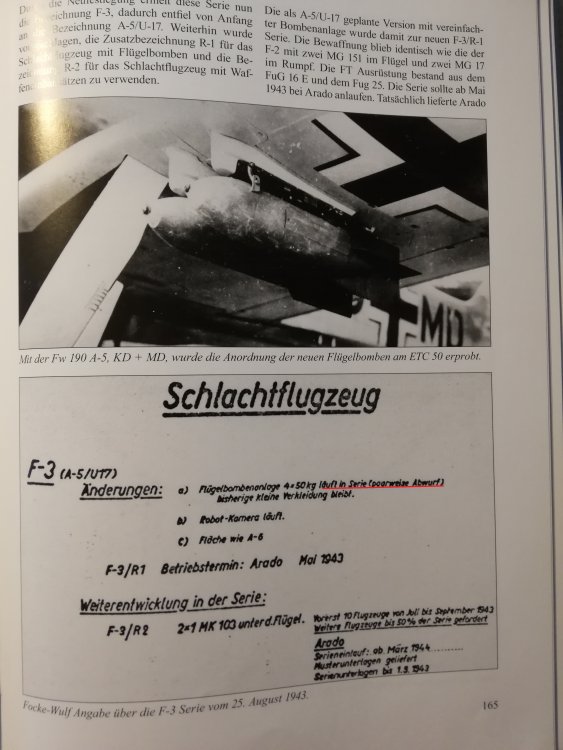 ist die Neufestlegung erhielt diese Serie nun
Bezeichnung F-3, dadurch entfiel von Anfang
Bezeichnung A-5/U-17. Weiterhin wurde
die Zusatzbezeichnung R-1 für das
mit Flügelbomben und die Be-
R-2 für das Schlachtflugzeug mit Waf-
zu verwenden.
Die als A-5/U-17 geplante Version mit vereinfach-
ter Bombenanlage wurde damit zur neuen F-3/R-1
Serie. Die Bewaffnung blieb identisch wie die der
F-2 mit zwei MG 151 im Flügel und zwei MG 17
im Rumpf. Die FT Ausrüstung bestand aus dem
FuG 16 E und dem Fug 25. Die Serie sollte ab Mai
1943 bei Arado anlaufen. Tatsächlich lieferte Arado
MD
Mit der Fw 190 A-5, KD + MD, wurde die Anordnung der neuen Flügelbomben am ETC 50 erprobt.
Schlachtflugzeug
F-3 (A-5/U17)
Änderungen: a) Flügelbombenanlage 4×50kg läuft in Serie (paarweise Abwurf)
bisherige kleine Verkleidung bleibt.
b) Robot-Kamera läuft.
c) Fläche wie A-6
F-3/R1 Betriebstermin: Arado Mai 1943
Weiterentwicklung in der Serie:
F-3/R2 2×1 MK 103 unter d. Flügel.
Vorerst 10 Flugzeuge von Juli bis September 1943
Weitere Flugzeuge bis 50% der Serie gefordert
Arado
Serieneinlauf: ab. März 1944..........
Musterunterlagen geliefert
Serienunterlagen bis 1.9.1943
Focke-Wulf Angabe über die F-3 Serie vom 25. August 1943.
165